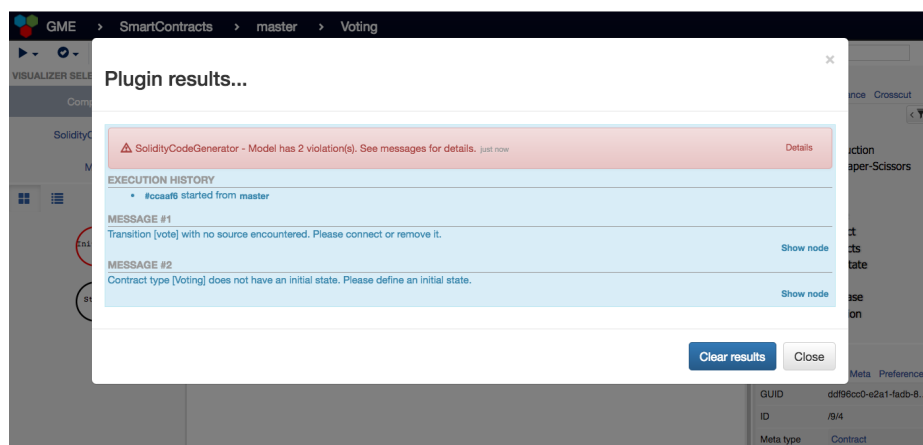 GME > SmartContracts > master > Voting
VISUALIZER SELE
Comp
SolidityC
M
Ini
St
×
Plugin results...
SolidityCodeGenerator - Model has 2 violation(s). See messages for details. just now
Details
EXECUTION HISTORY
• #ccaaf6 started from master
MESSAGE #1
Transition [vote] with no source encountered. Please connect or remove it.
Show node
MESSAGE #2
Contract type [Voting] does not have an initial state. Please define an initial state.
Show node
Clear results
Close
ance Crosscut
uction
aper-Scissors
ct
cts
tate
ase
on
Meta Preference
GUID ddf96cc0-e2a1-fadb-8..
ID /9/4
Meta type Contract